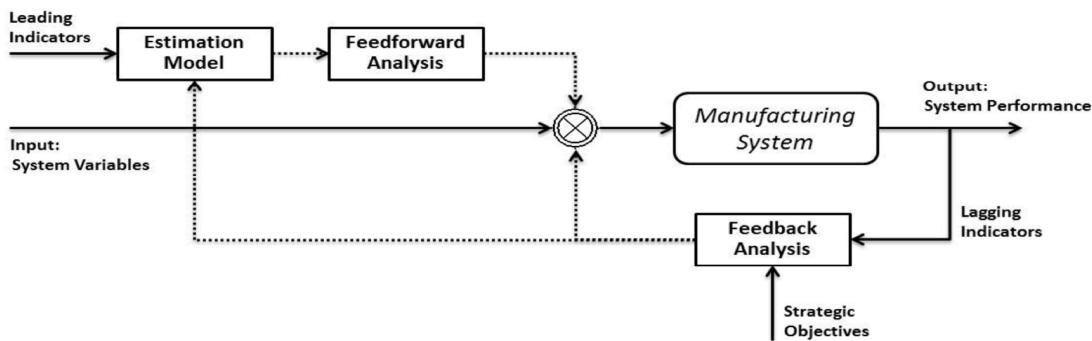 Leading
Indicators
Estimation
Model
Feedforward
Analysis
Output:
System Performance
Manufacturing
System
Input:
System Variables
Lagging
Indicators
Feedback
Analysis
Strategic
Objectives